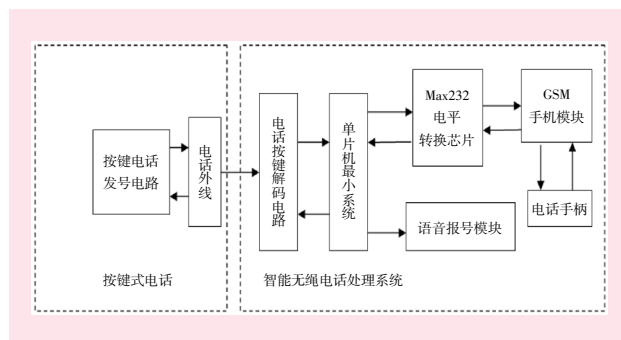 按键电话
发号电路
电话外线
电话按键解码电路
单片机最小系统
Max232
电平
转换芯片
GSM
手机模块
电话手柄
语音报号模块
按键式电话
智能无绳电话处理系统